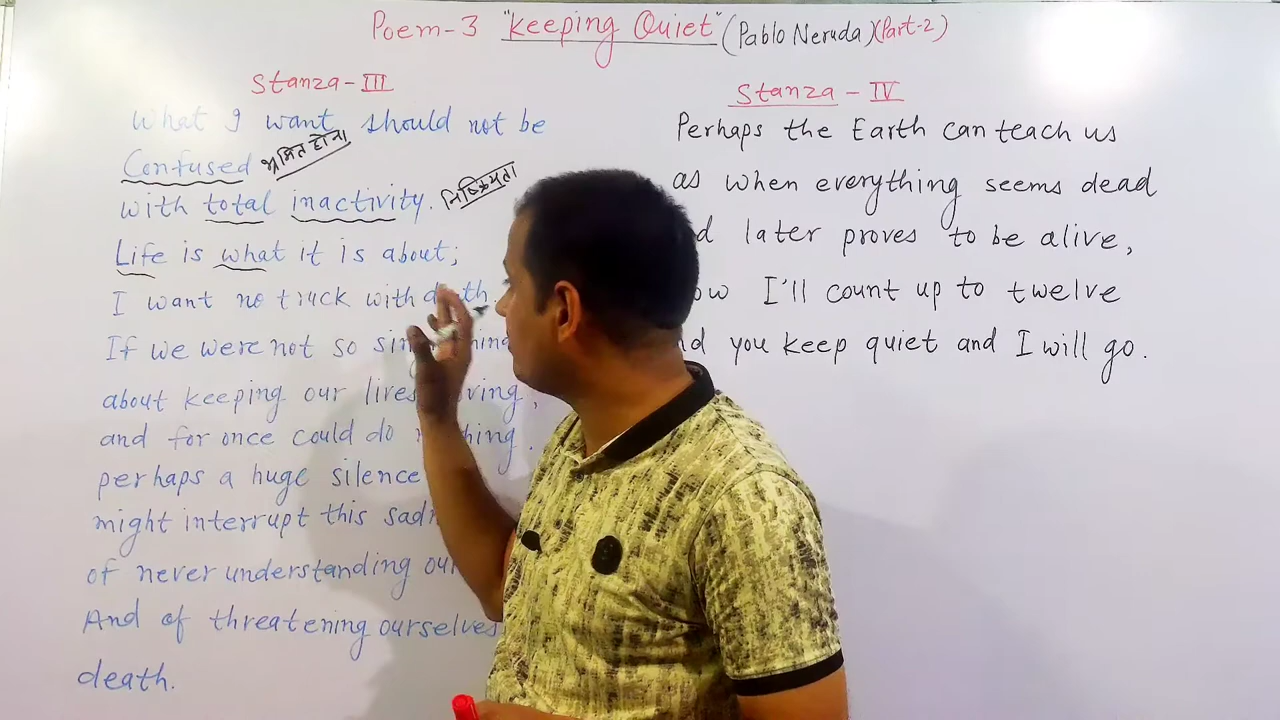 Poem-3 "Keeping Quiet" (Pablo Neruda)(Part-2)
Stanza-III
What I want should not be
Confused भ्रमित होना
with total inactivity. निष्क्रियता
Life is what it is about;
I want no truck with death
If we were not so
about keeping our lives
and for once could do
perhaps a huge silence
might interrupt this
of never understanding
And of threatening ourselves
death.
Stanza - IV
Perhaps the Earth can teach us
as when everything seems dead
later proves to be alive,
I'll count up to twelve
you keep quiet and I will go.